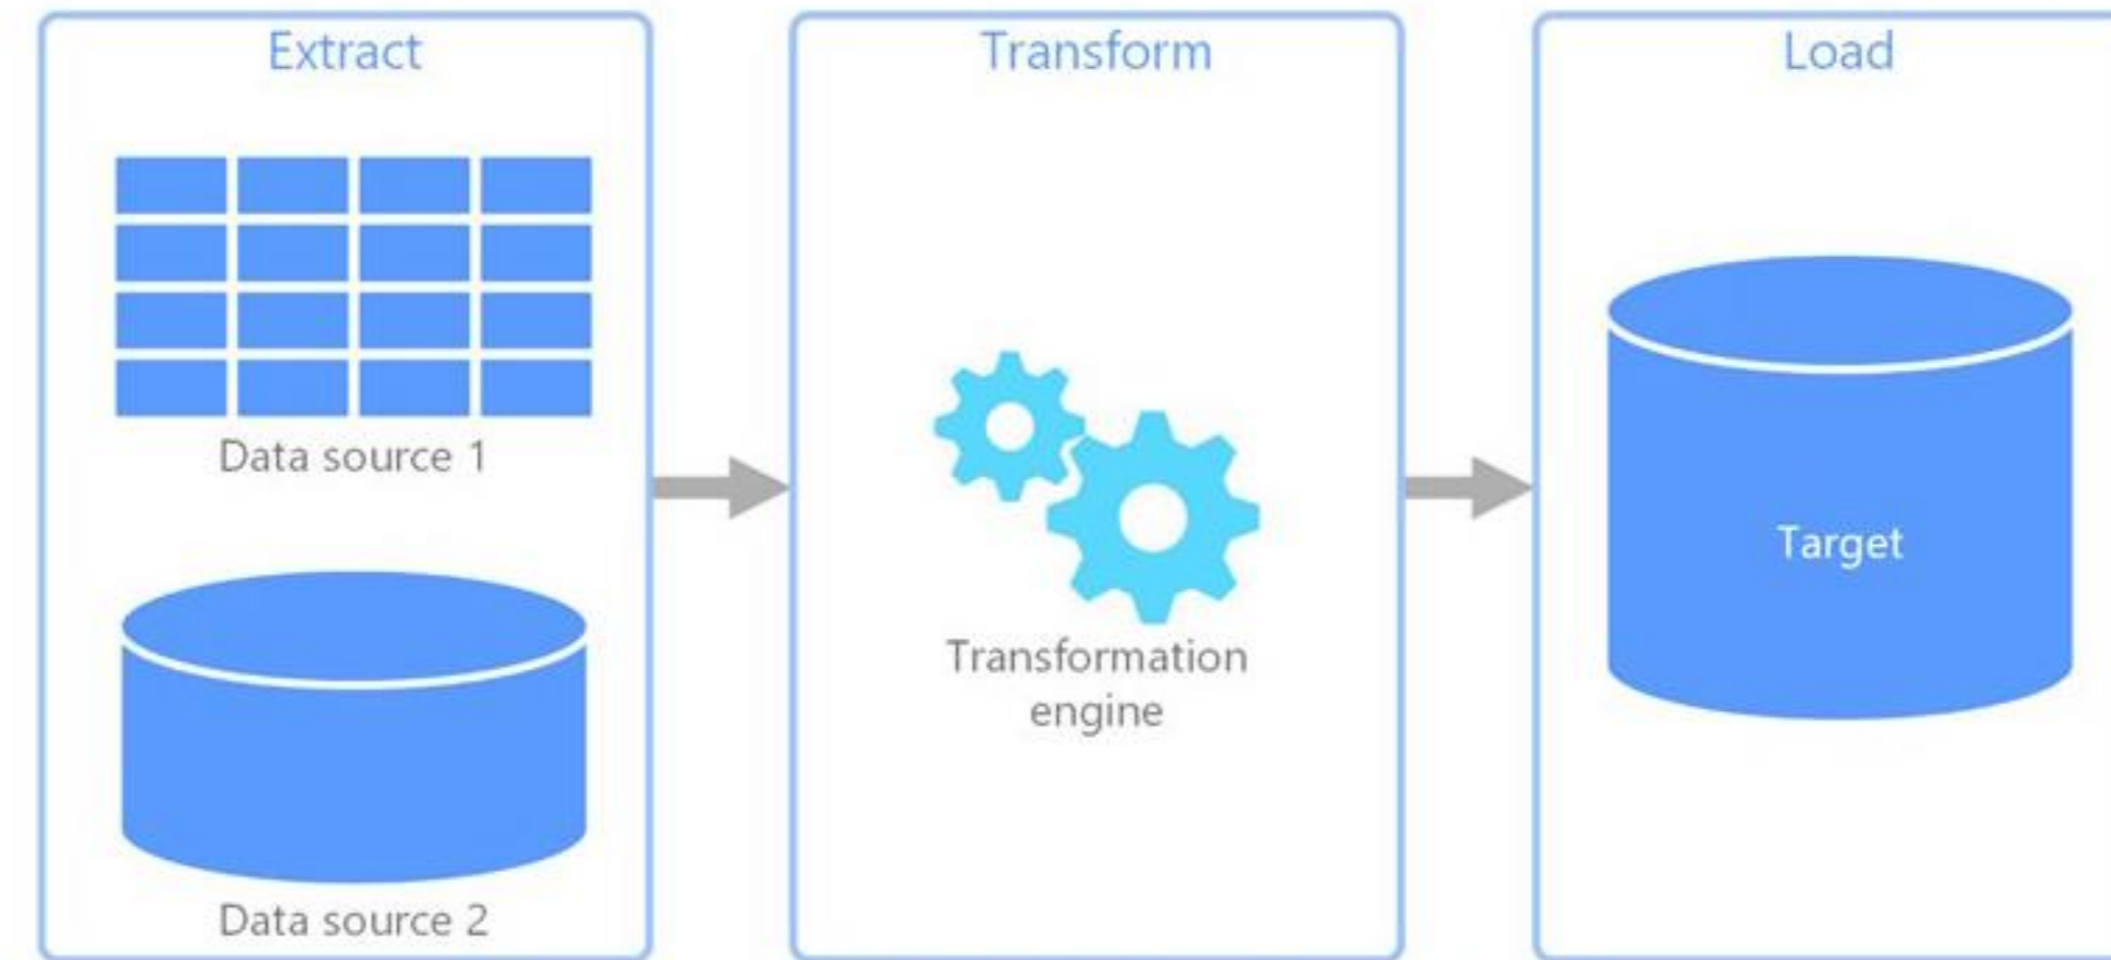 Extract
Data source 1
Data source 2
Transform
Transformation
engine
Load
Target